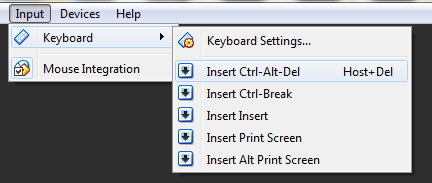 Input Devices Help
Keyboard
Mouse Integration
Keyboard Settings...
Insert Ctrl-Alt-Del Host+Del
Insert Ctrl-Break
Insert Insert
Insert Print Screen
Insert Alt Print Screen